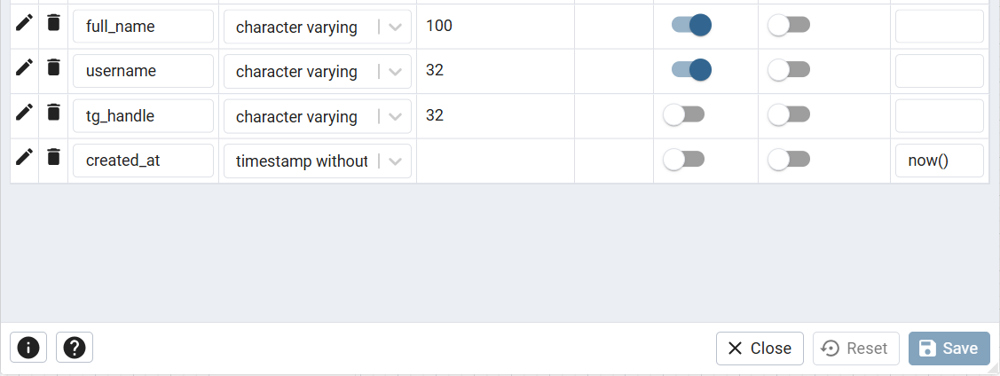 full_name character varying 100
username character varying 32
tg_handle character varying 32
created_at timestamp without now()
Close Reset Save